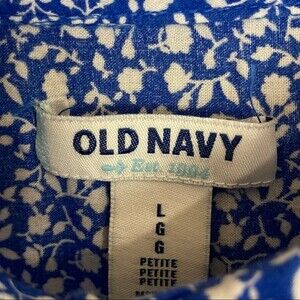 OLD NAVY
Est. 1994
L
G
G
PETITE
PETITE
PETITE